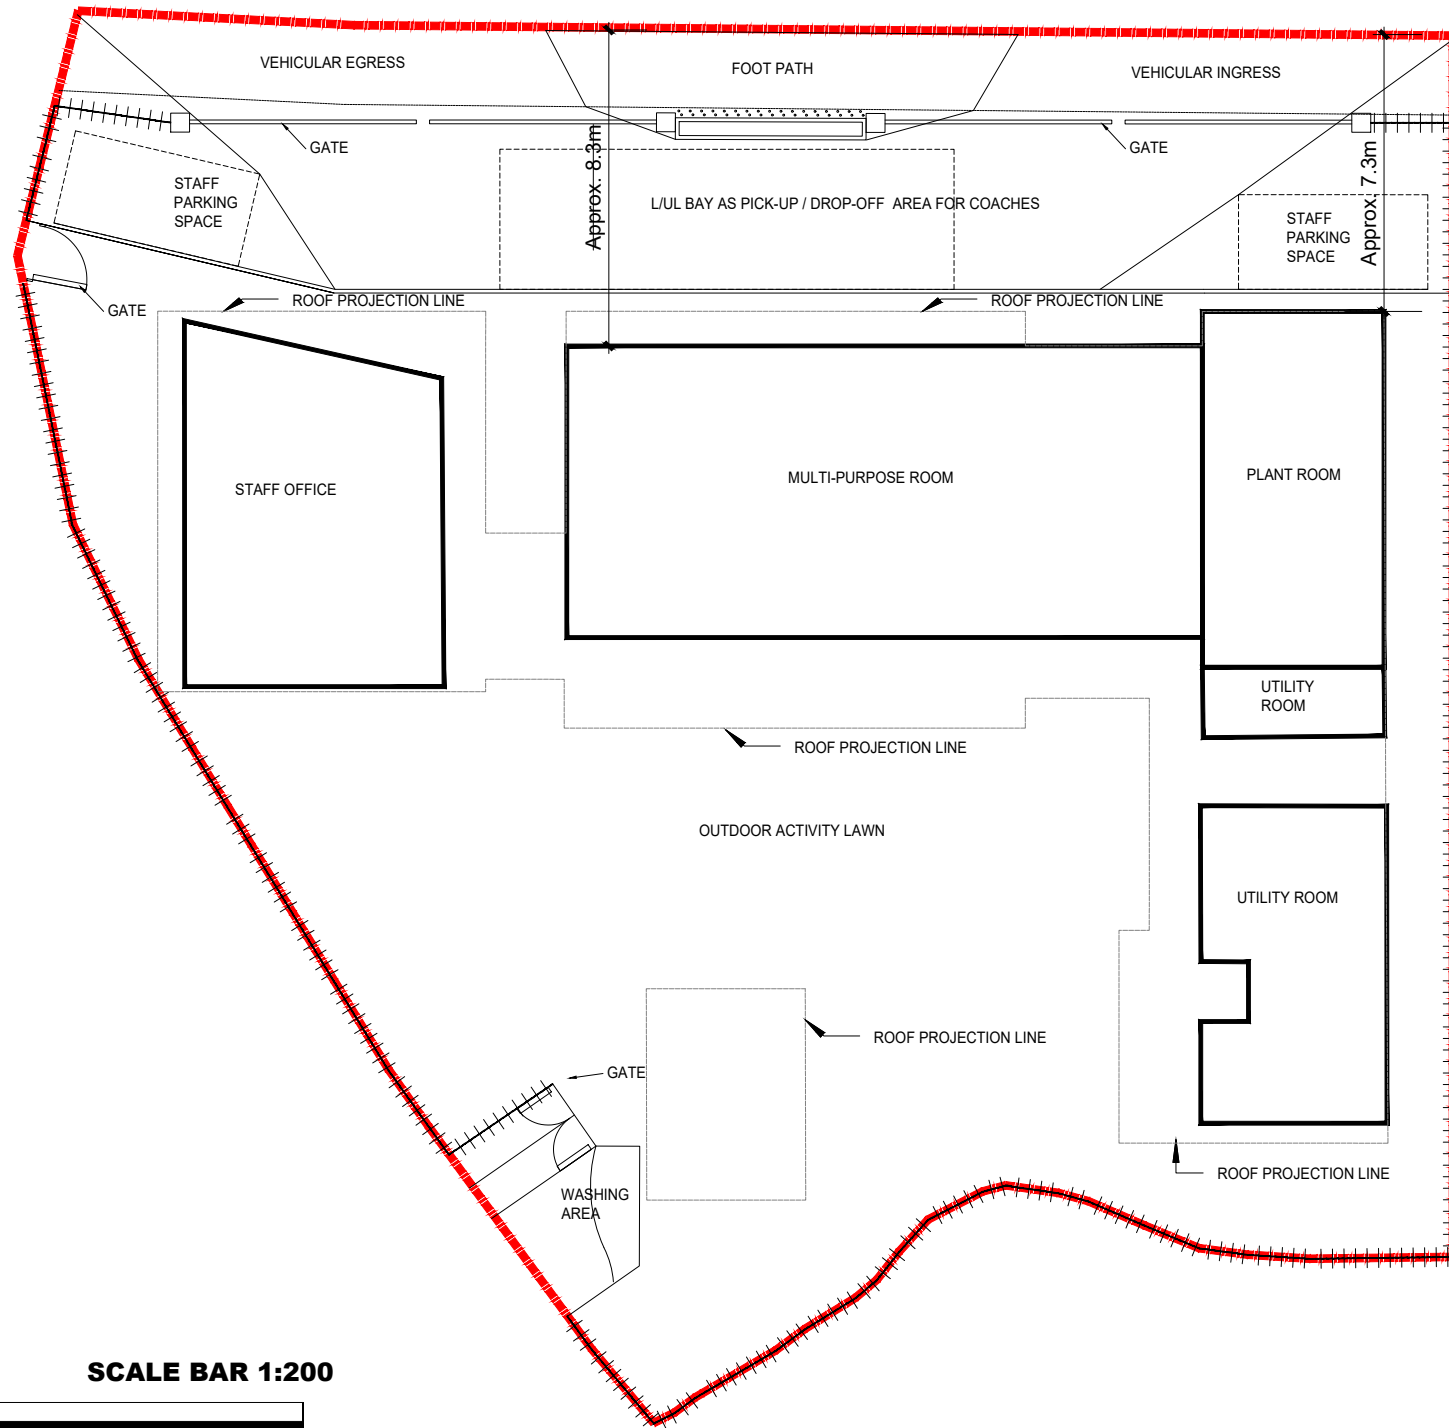 VEHICULAR EGRESS
FOOT PATH
VEHICULAR INGRESS
GATE
GATE
Approx. 8.3m
Approx. 7.3m
STAFF
PARKING
SPACE
L/UL BAY AS PICK-UP / DROP-OFF AREA FOR COACHES
STAFF
PARKING
SPACE
GATE
ROOF PROJECTION LINE
ROOF PROJECTION LINE
STAFF OFFICE
MULTI-PURPOSE ROOM
PLANT ROOM
UTILITY
ROOM
ROOF PROJECTION LINE
OUTDOOR ACTIVITY LAWN
UTILITY ROOM
ROOF PROJECTION LINE
GATE
WASHING
AREA
ROOF PROJECTION LINE
SCALE BAR 1:200